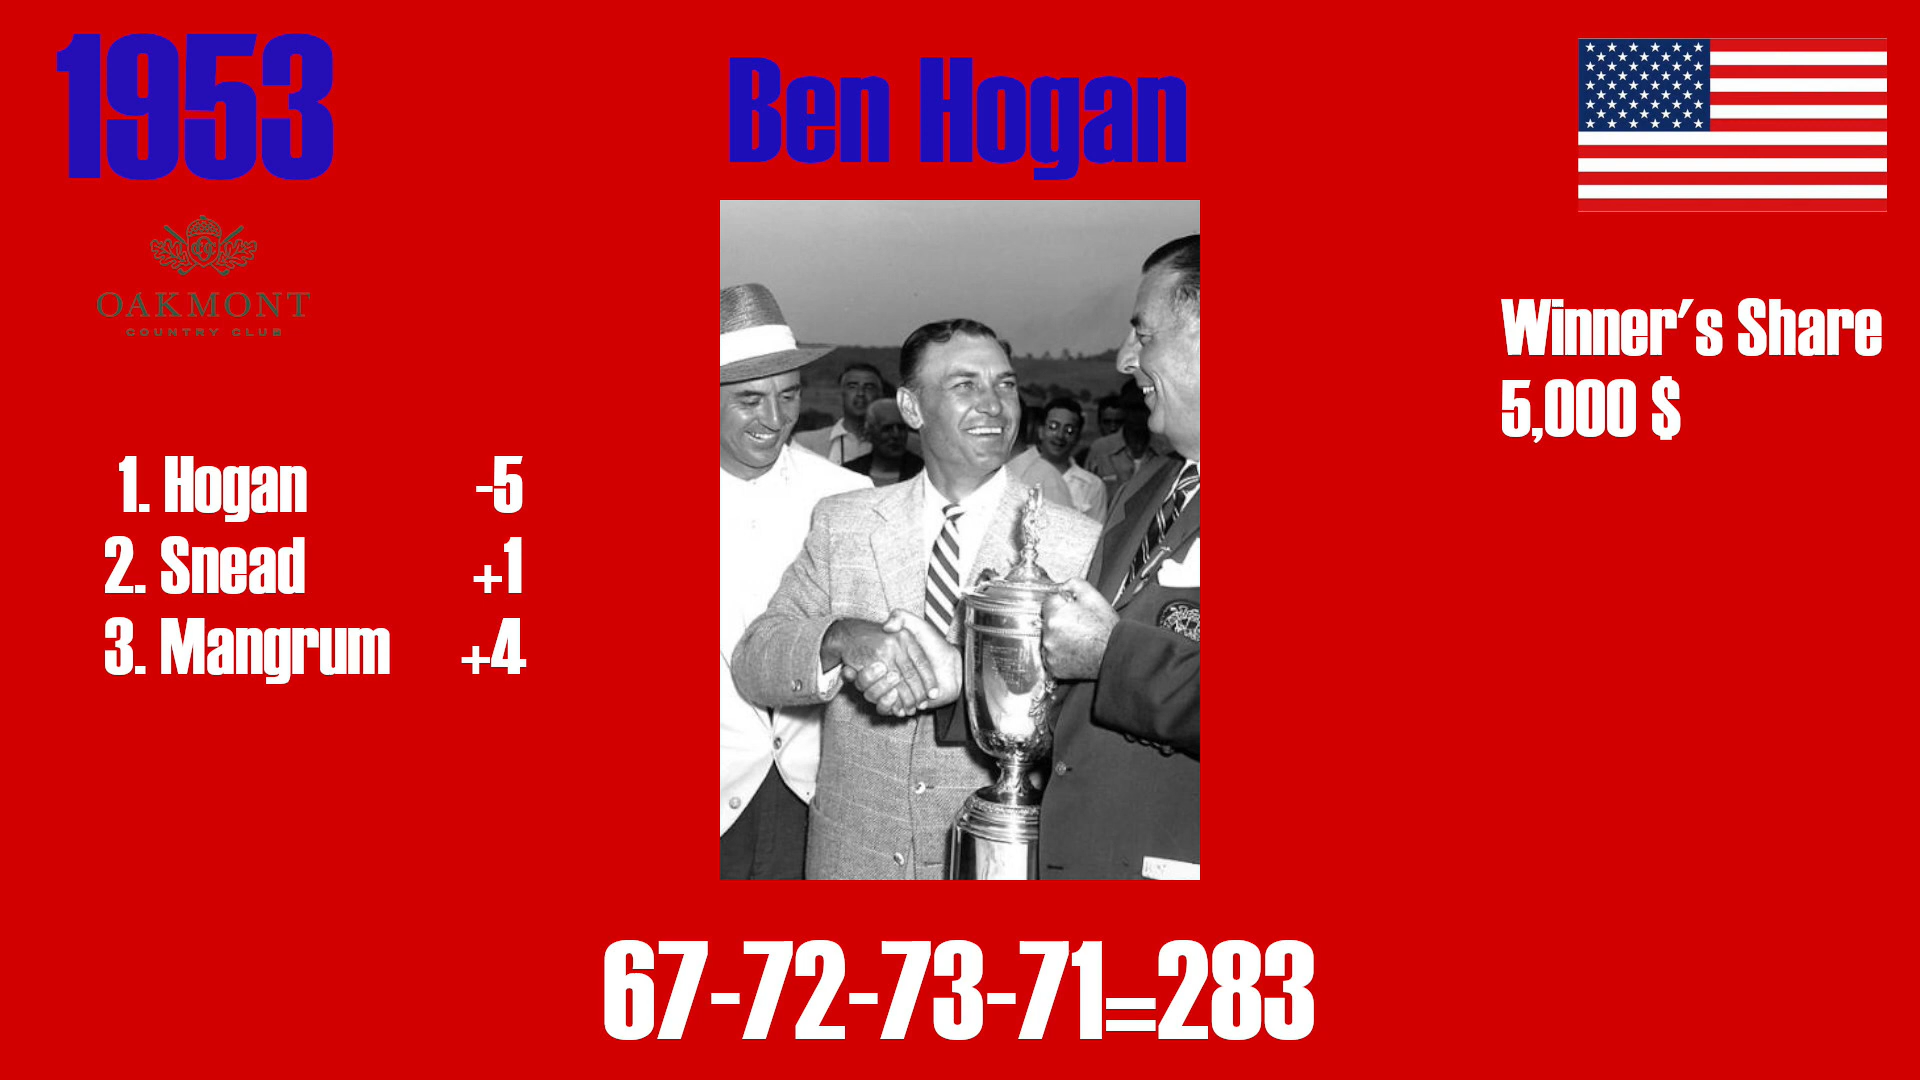 1953
Ben Hogan
OAKMONT
COUNTRY CLUB
Winner's Share
5,000 $
1. Hogan -5
2. Snead +1
3. Mangrum +4
67-72-73-71=283